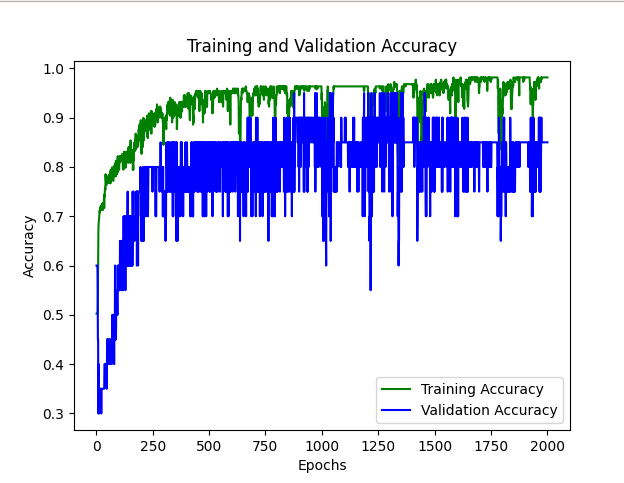 Training and Validation Accuracy
1.0
0.9
0.8
0.7
0.6
0.5
0.4
0.3
Accuracy
0 250 500 750 1000 1250 1500 1750 2000
Epochs
Training Accuracy
Validation Accuracy